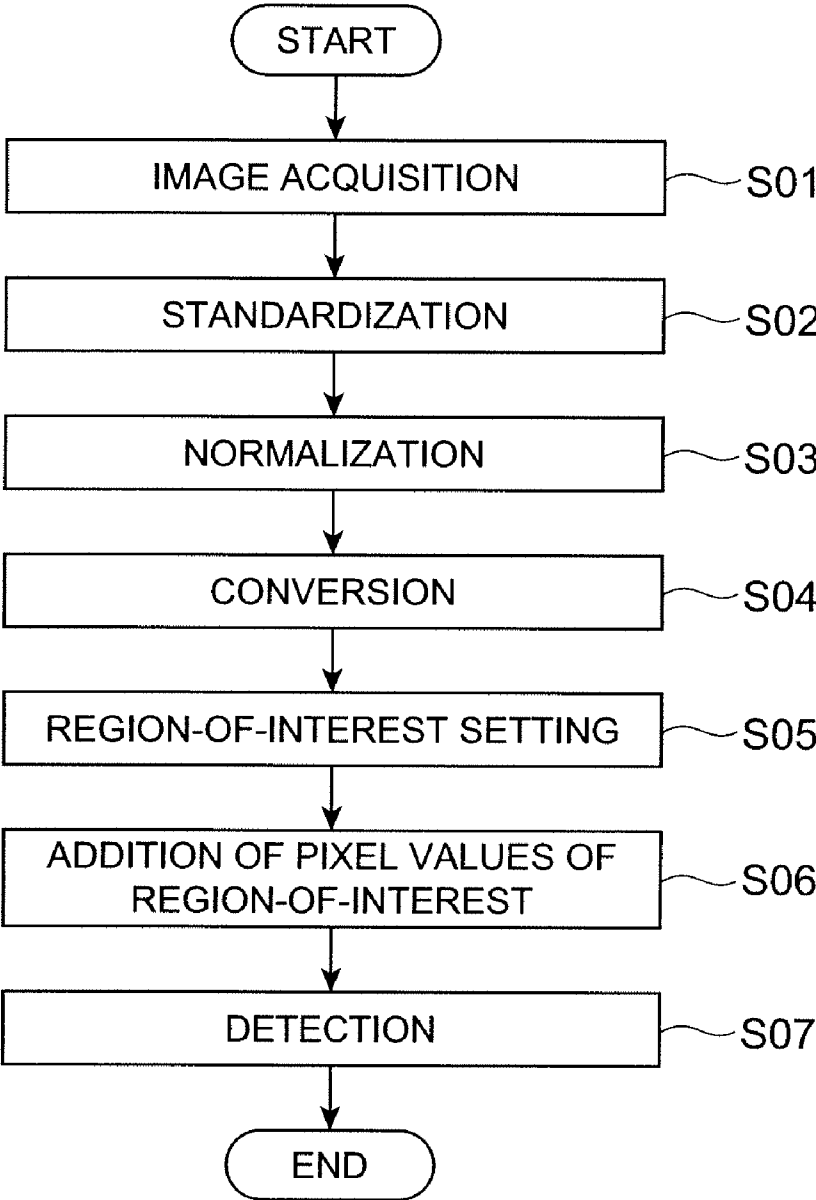 START
IMAGE ACQUISITION S01
STANDARDIZATION S02
NORMALIZATION S03
CONVERSION S04
REGION-OF-INTEREST SETTING S05
ADDITION OF PIXEL VALUES OF
REGION-OF-INTEREST S06
DETECTION S07
END